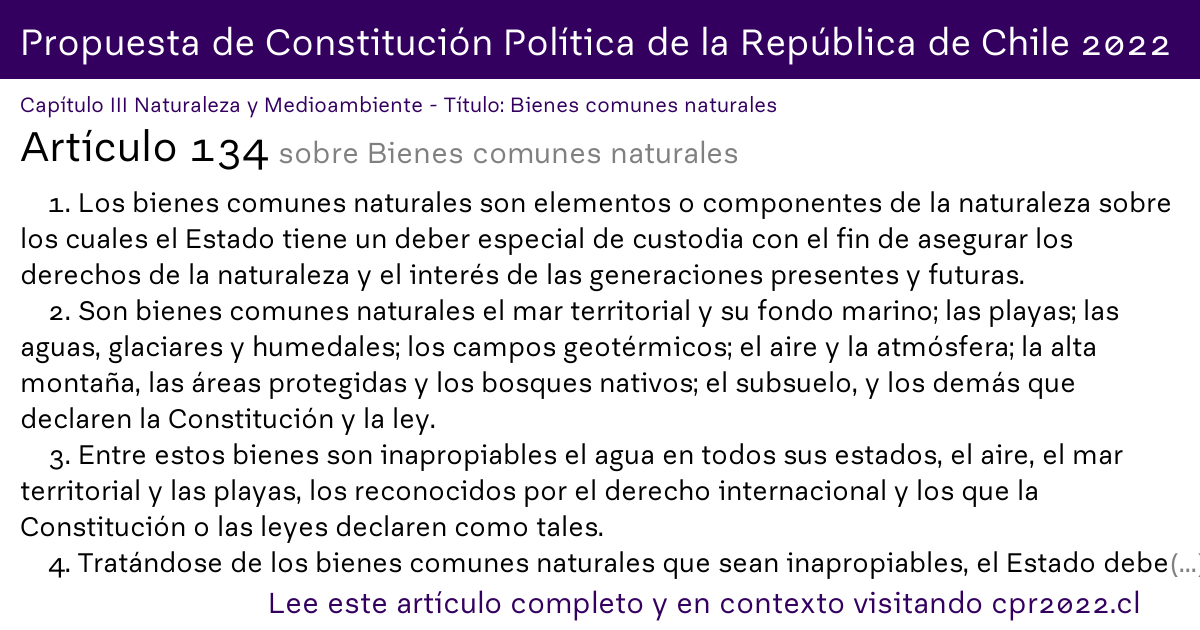 Propuesta de Constitución Política de la República de Chile 2022
Capítulo III Naturaleza y Medioambiente - Título: Bienes comunes naturales
Artículo 134 sobre Bienes comunes naturales
1. Los bienes comunes naturales son elementos o componentes de la naturaleza sobre
los cuales el Estado tiene un deber especial de custodia con el fin de asegurar los
derechos de la naturaleza y el interés de las generaciones presentes y futuras.
2. Son bienes comunes naturales el mar territorial y su fondo marino; las playas; las
aguas, glaciares y humedales; los campos geotérmicos; el aire y la atmósfera; la alta
montaña, las áreas protegidas y los bosques nativos; el subsuelo, y los demás que
declaren la Constitución y la ley.
3. Entre estos bienes son inapropiables el agua en todos sus estados, el aire, el mar
territorial y las playas, los reconocidos por el derecho internacional y los que la
Constitución o las leyes declaren como tales.
4. Tratándose de los bienes comunes naturales que sean inapropiables, el Estado debe(...)
Lee este artículo completo y en contexto visitando cpr2022.cl